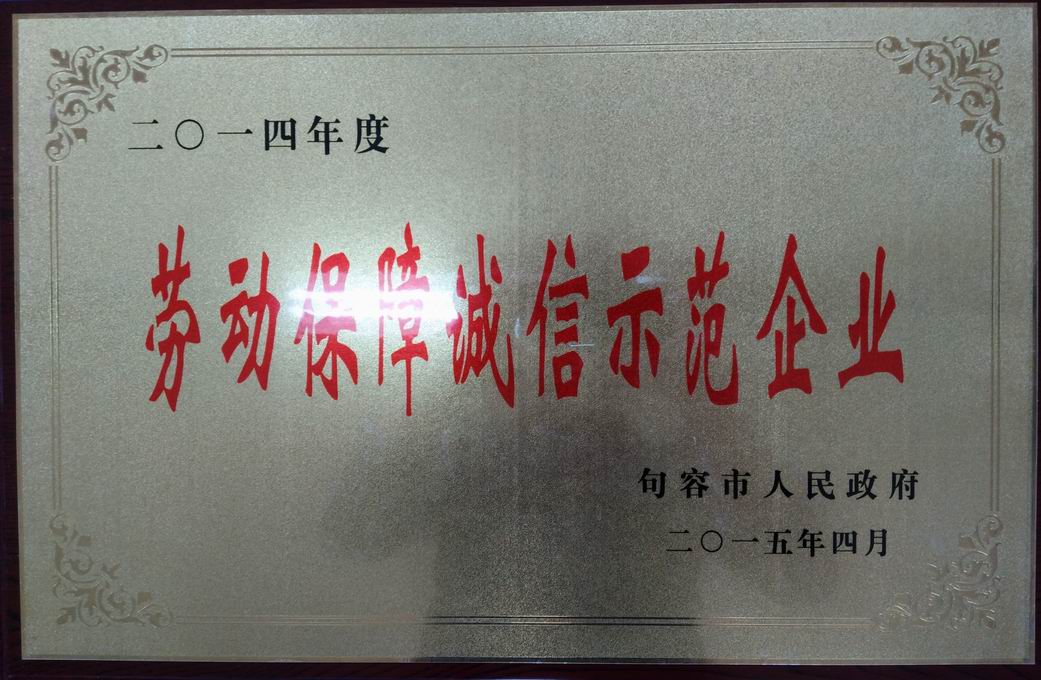 二〇一四年度
劳动保障诚信示范企业
句容市人民政府
二〇一五年四月